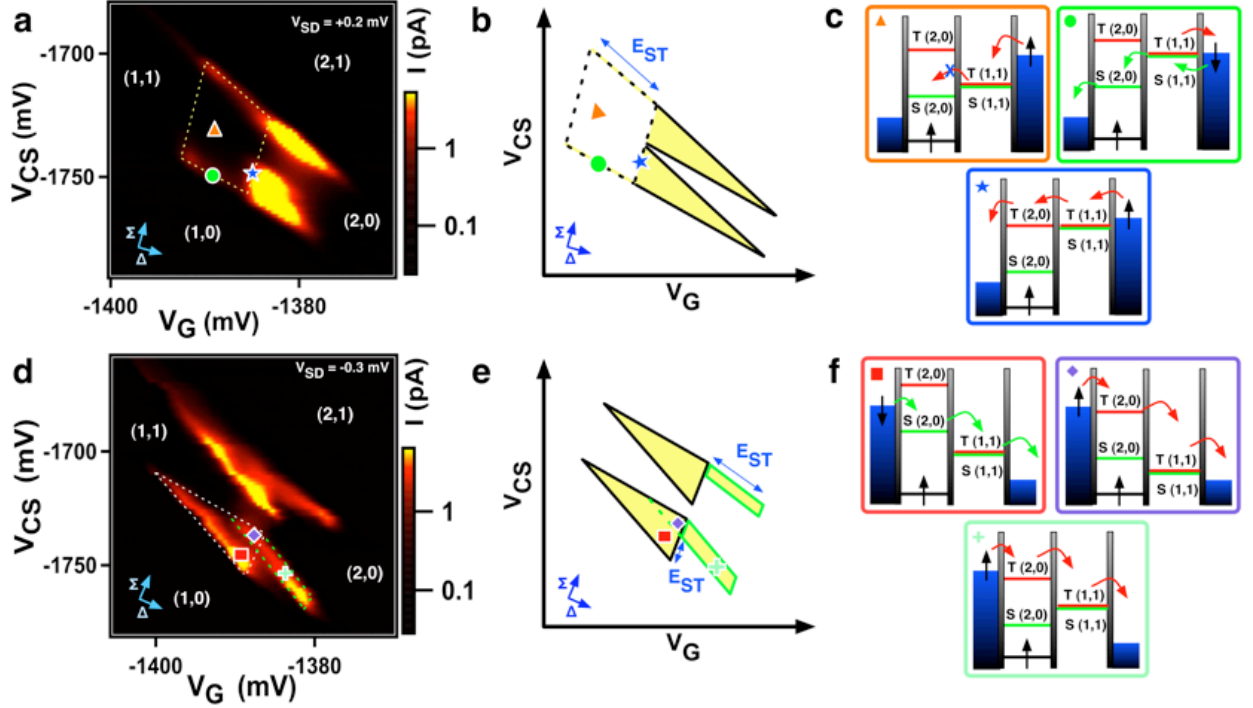 a
V_SD = +0.2 mV
-1700
(1,1)
(2,1)
V_CS (mV)
-1750
(1,0)
(2,0)
Σ
Δ
-1400
-1380
V_G (mV)
I (pA)
1
0.1
b
E_ST
V_CS
Σ
Δ
V_G
c
T (2,0)
T (1,1)
X
S (2,0)
S (1,1)
T (2,0)
T (1,1)
S (2,0)
S (1,1)
T (2,0)
T (1,1)
S (1,1)
S (2,0)
d
V_SD = -0.3 mV
(1,1)
(2,1)
-1700
V_CS (mV)
-1750
(2,0)
(1,0)
Σ
Δ
-1400
-1380
V_G (mV)
I (pA)
1
0.1
e
V_CS
E_ST
E_ST
Σ
Δ
V_G
f
T (2,0)
S (2,0)
T (1,1)
S (1,1)
T (2,0)
S (2,0)
T (1,1)
S (1,1)
T (2,0)
T (1,1)
S (2,0)
S (1,1)